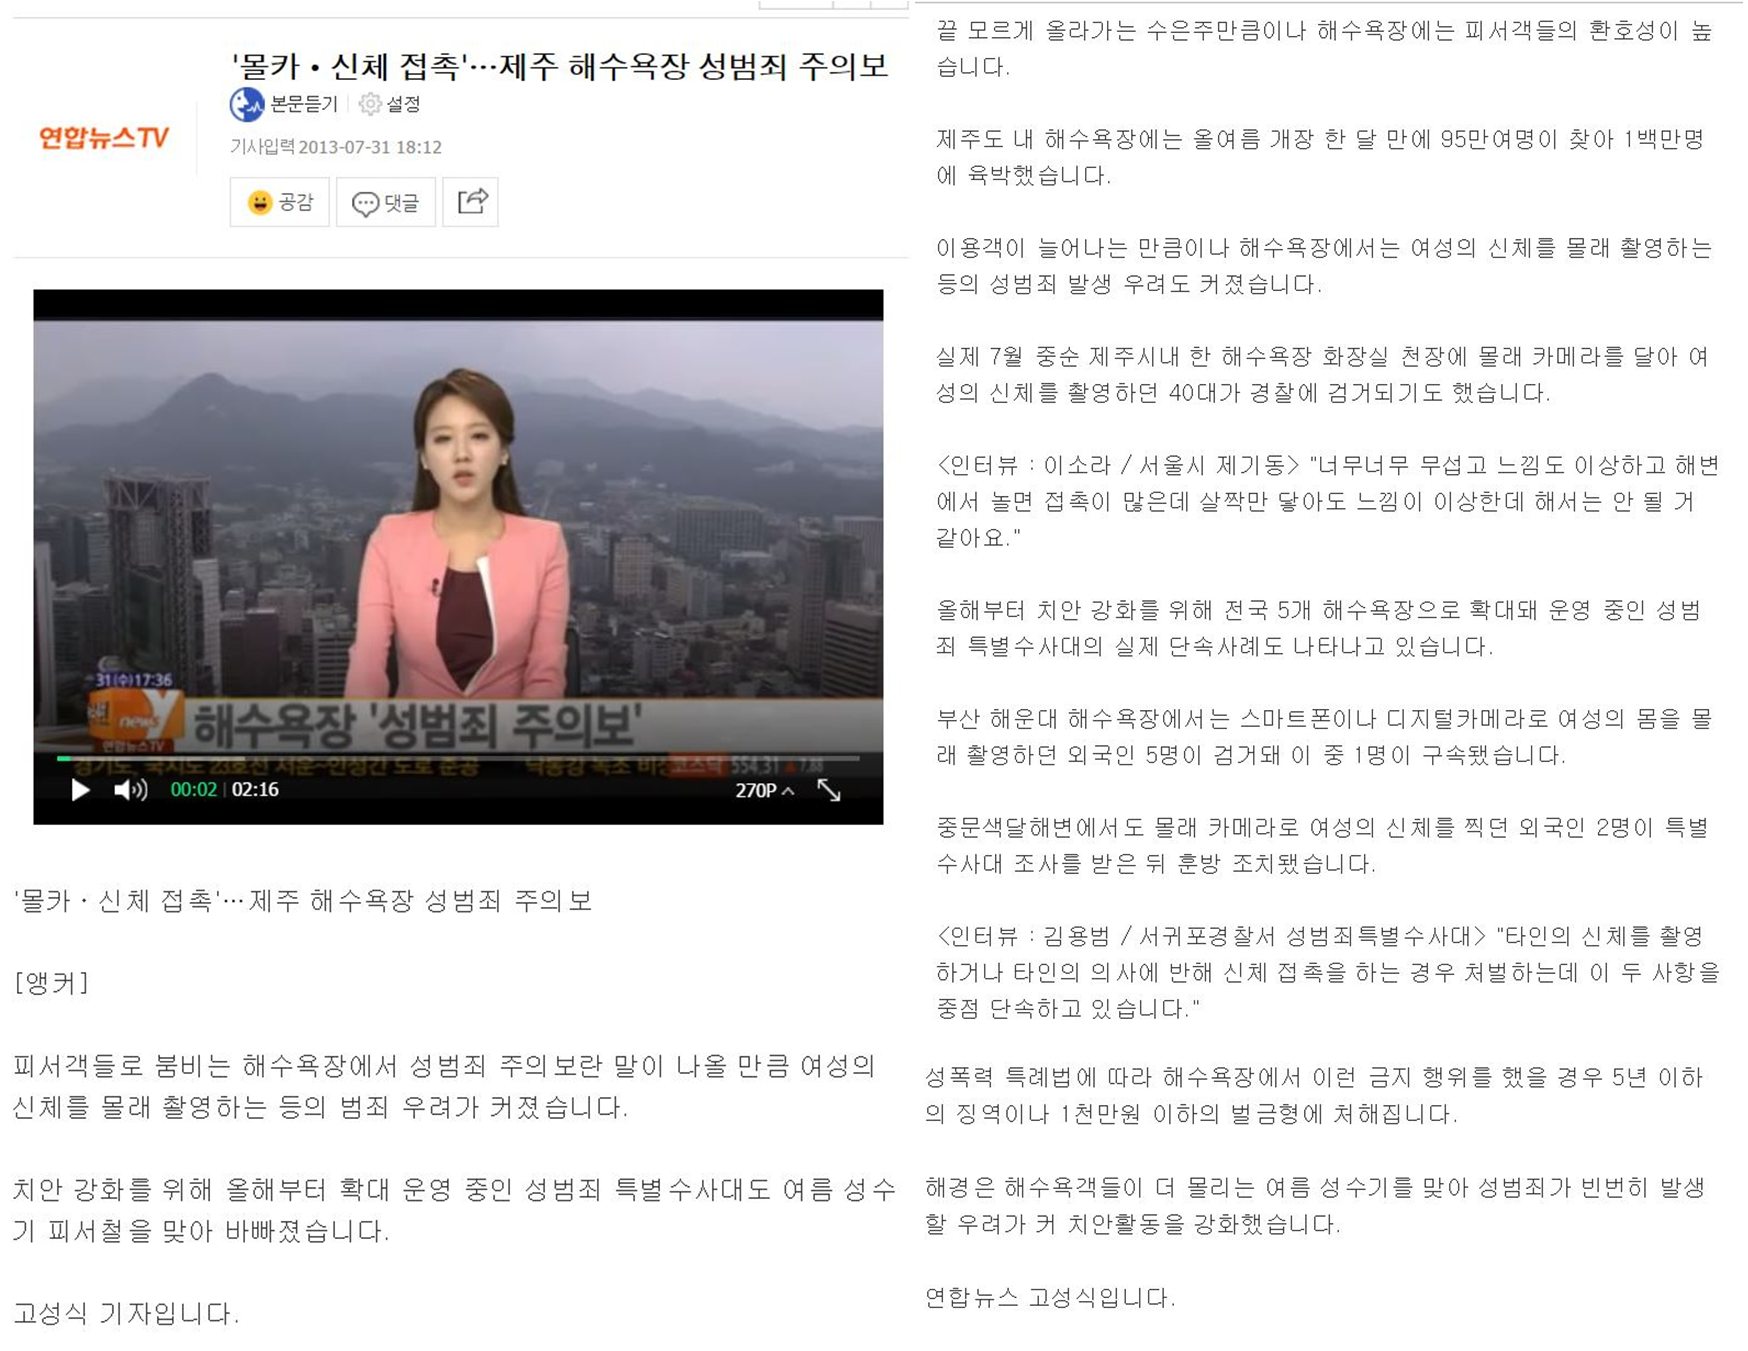 '몰카·신체 접촉'…제주 해수욕장 성범죄 주의보
본문듣기
설정
연합뉴스TV
기사입력 2013-07-31 18:12
공감
댓글
31(수)17:36
news Y
연합뉴스TV
해수욕장 '성범죄 주의보'
코스닥 554.31
00:02 02:16
270P
'몰카·신체 접촉'…제주 해수욕장 성범죄 주의보
[앵커]
피서객들로 붐비는 해수욕장에서 성범죄 주의보란 말이 나올 만큼 여성의
신체를 몰래 촬영하는 등의 범죄 우려가 커졌습니다.
치안 강화를 위해 올해부터 확대 운영 중인 성범죄 특별수사대도 여름 성수
기 피서철을 맞아 바빠졌습니다.
고성식 기자입니다.
끝 모르게 올라가는 수은주만큼이나 해수욕장에는 피서객들의 환호성이 높
습니다.
제주도 내 해수욕장에는 올여름 개장 한 달 만에 95만여명이 찾아 1백만명
에 육박했습니다.
이용객이 늘어나는 만큼이나 해수욕장에서는 여성의 신체를 몰래 촬영하는
등의 성범죄 발생 우려도 커졌습니다.
실제 7월 중순 제주시내 한 해수욕장 화장실 천장에 몰래 카메라를 달아 여
성의 신체를 촬영하던 40대가 경찰에 검거되기도 했습니다.
<인터뷰 : 이소라 / 서울시 제기동> "너무너무 무섭고 느낌도 이상하고 해변
에서 놀면 접촉이 많은데 살짝만 닿아도 느낌이 이상한데 해서는 안 될 거
같아요."
올해부터 치안 강화를 위해 전국 5개 해수욕장으로 확대돼 운영 중인 성범
죄 특별수사대의 실제 단속사례도 나타나고 있습니다.
부산 해운대 해수욕장에서는 스마트폰이나 디지털카메라로 여성의 몸을 몰
래 촬영하던 외국인 5명이 검거돼 이 중 1명이 구속됐습니다.
중문색달해변에서도 몰래 카메라로 여성의 신체를 찍던 외국인 2명이 특별
수사대 조사를 받은 뒤 훈방 조치됐습니다.
<인터뷰 : 김용범 / 서귀포경찰서 성범죄특별수사대> "타인의 신체를 촬영
하거나 타인의 의사에 반해 신체 접촉을 하는 경우 처벌하는데 이 두 사항을
중점 단속하고 있습니다."
성폭력 특례법에 따라 해수욕장에서 이런 금지 행위를 했을 경우 5년 이하
의 징역이나 1천만원 이하의 벌금형에 처해집니다.
해경은 해수욕객들이 더 몰리는 여름 성수기를 맞아 성범죄가 빈번히 발생
할 우려가 커 치안활동을 강화했습니다.
연합뉴스 고성식입니다.